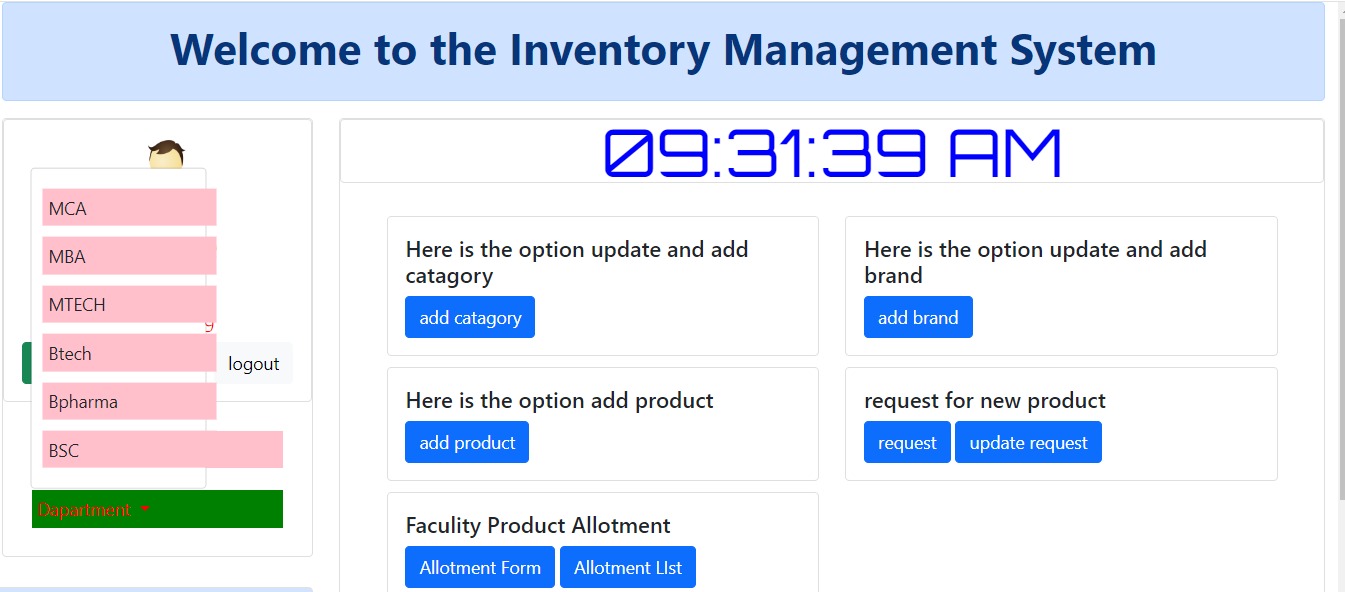 Welcome to the Inventory Management System
09:31:39 AM
MCA
MBA
MTECH
Btech
Bpharma
BSC
logout
Dapartment
Here is the option update and add
catagory
add catagory
Here is the option update and add
brand
add brand
Here is the option add product
add product
request for new product
request update request
Faculity Product Allotment
Allotment Form Allotment LIst